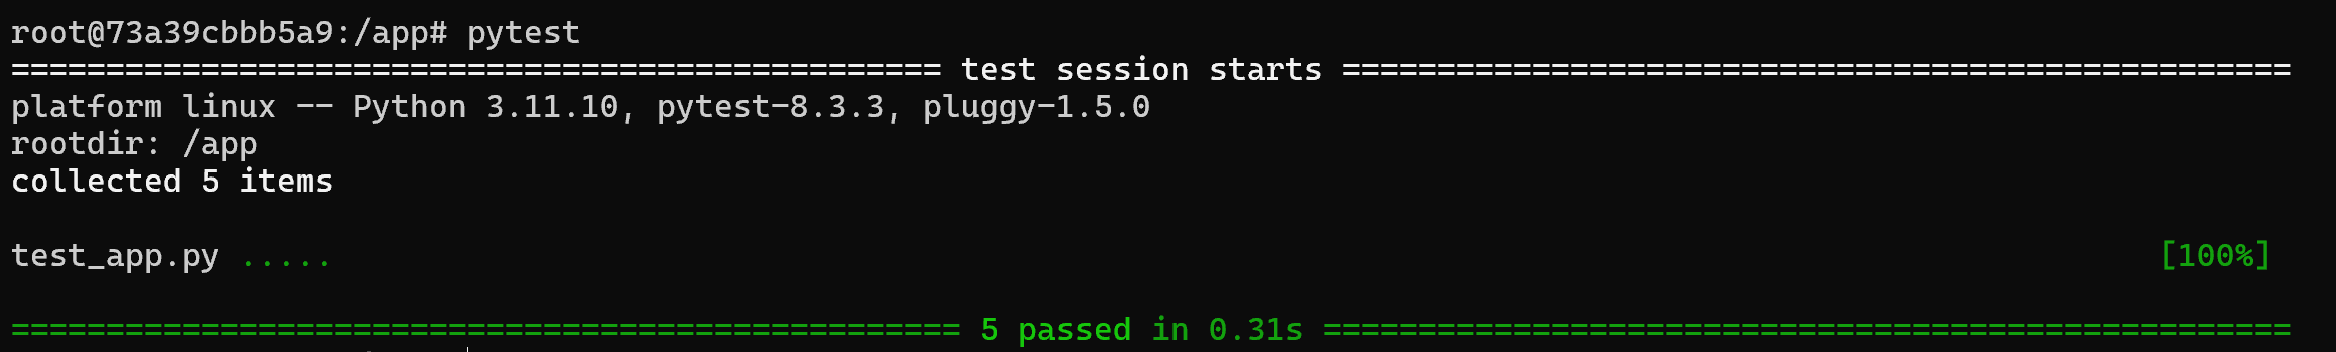 root@73a39cbbb5a9:/app# pytest
================================================= test session starts ==================================================
platform linux -- Python 3.11.10, pytest-8.3.3, pluggy-1.5.0
rootdir: /app
collected 5 items
test_app.py .....                                                                                                [100%]
================================================== 5 passed in 0.31s ===================================================